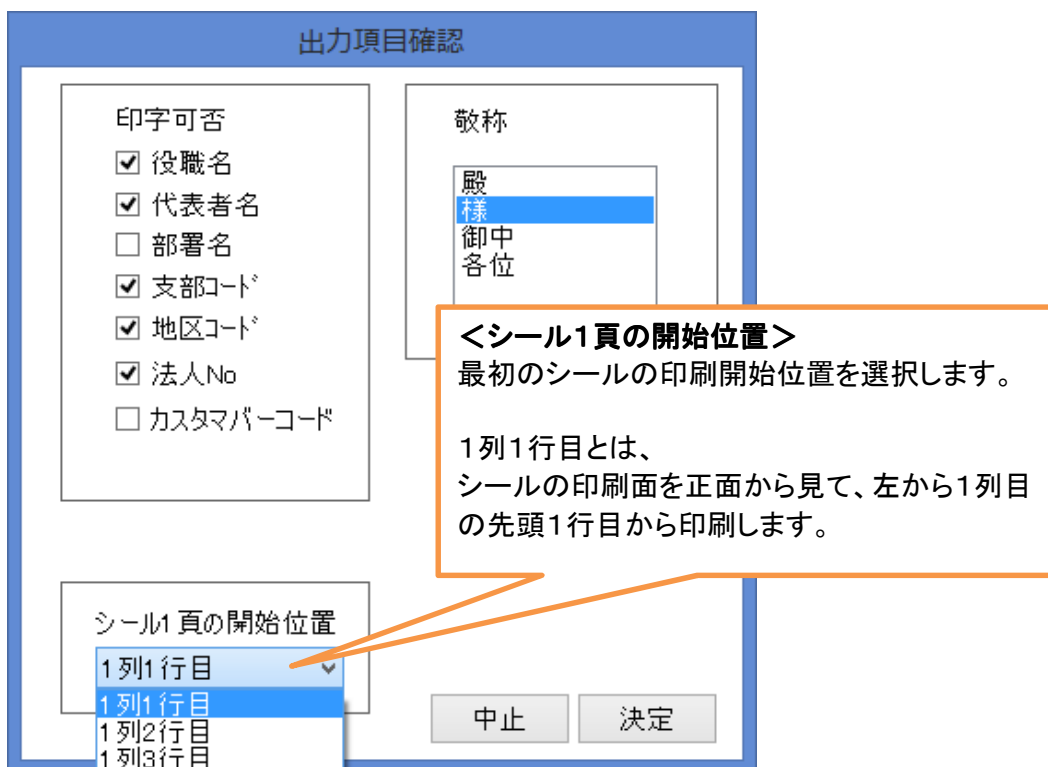 出力項目確認
印字可否
役職名
代表者名
部署名
支部ｺｰﾄﾞ
地区ｺｰﾄﾞ
法人No
カスタマバーコード
敬称
殿
様
御中
各位
＜シール１頁の開始位置＞
最初のシールの印刷開始位置を選択します。
１列１行目とは、
シールの印刷面を正面から見て、左から１列目
の先頭１行目から印刷します。
シール1 頁の開始位置
1 列1 行目
1 列1 行目
1 列2行目
1 列3行目
中止
決定